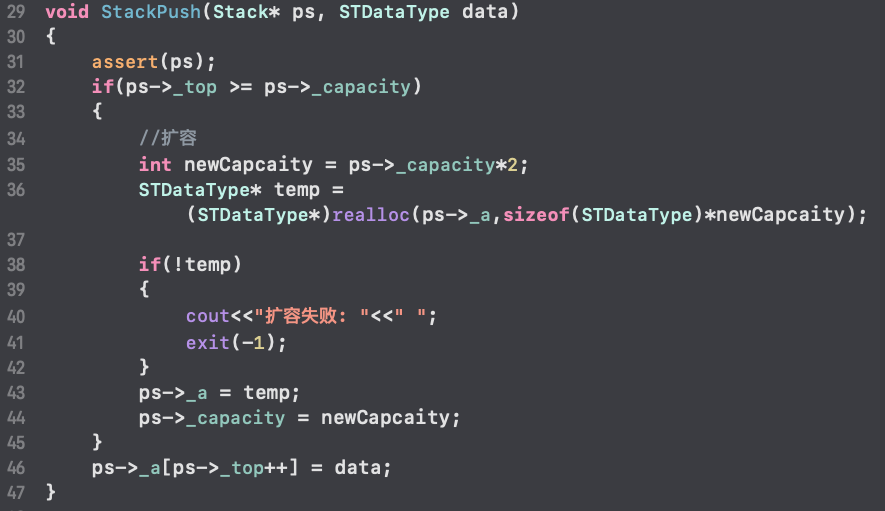 29 void StackPush(Stack* ps, STDataType data)
30 {
31     assert(ps);
32     if(ps->_top >= ps->_capacity)
33     {
34         //扩容
35         int newCapcaity = ps->_capacity*2;
36         STDataType* temp =
            (STDataType*)realloc(ps->_a,sizeof(STDataType)*newCapcaity);
37
38         if(!temp)
39         {
40             cout<<"扩容失败: "<<" ";
41             exit(-1);
42         }
43         ps->_a = temp;
44         ps->_capacity = newCapcaity;
45     }
46     ps->_a[ps->_top++] = data;
47 }